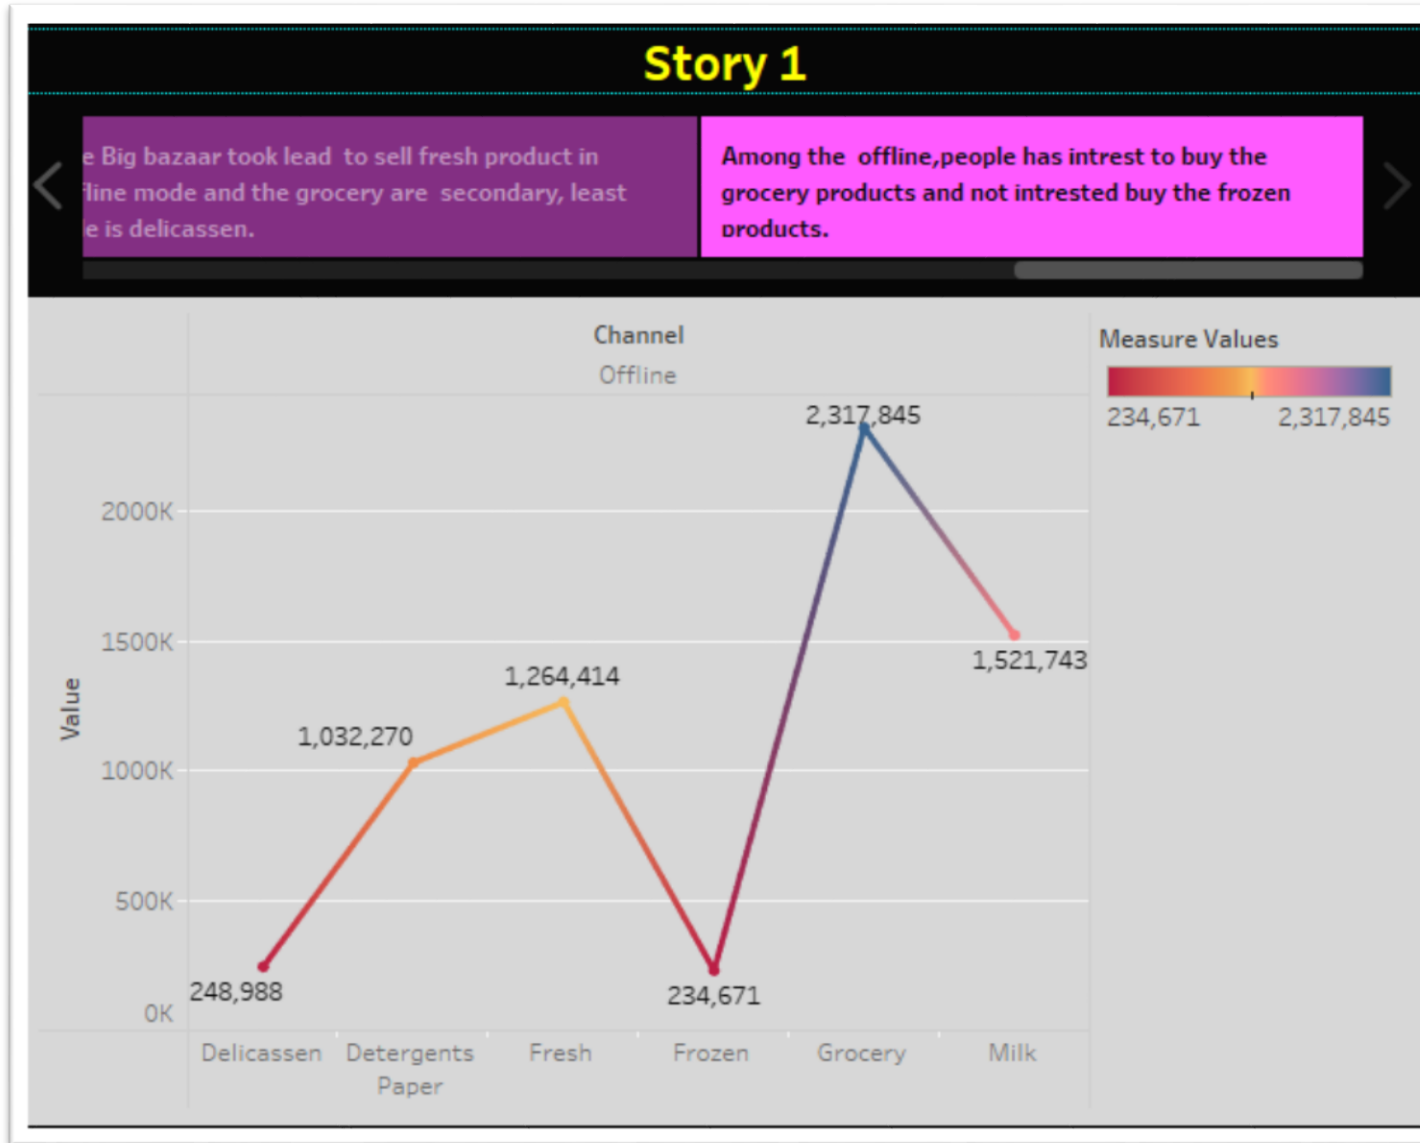 Story 1
e Big bazaar took lead to sell fresh product in
line mode and the grocery are secondary, least
e is delicassen.
Among the offline,people has intrest to buy the
grocery products and not intrested buy the frozen
products.
Channel
Offline
Measure Values
234,671 2,317,845
2,317,845
2000K
1500K
1,521,743
1,264,414
Value
1,032,270
1000K
500K
248,988
234,671
0K
Delicassen Detergents Paper Fresh Frozen Grocery Milk